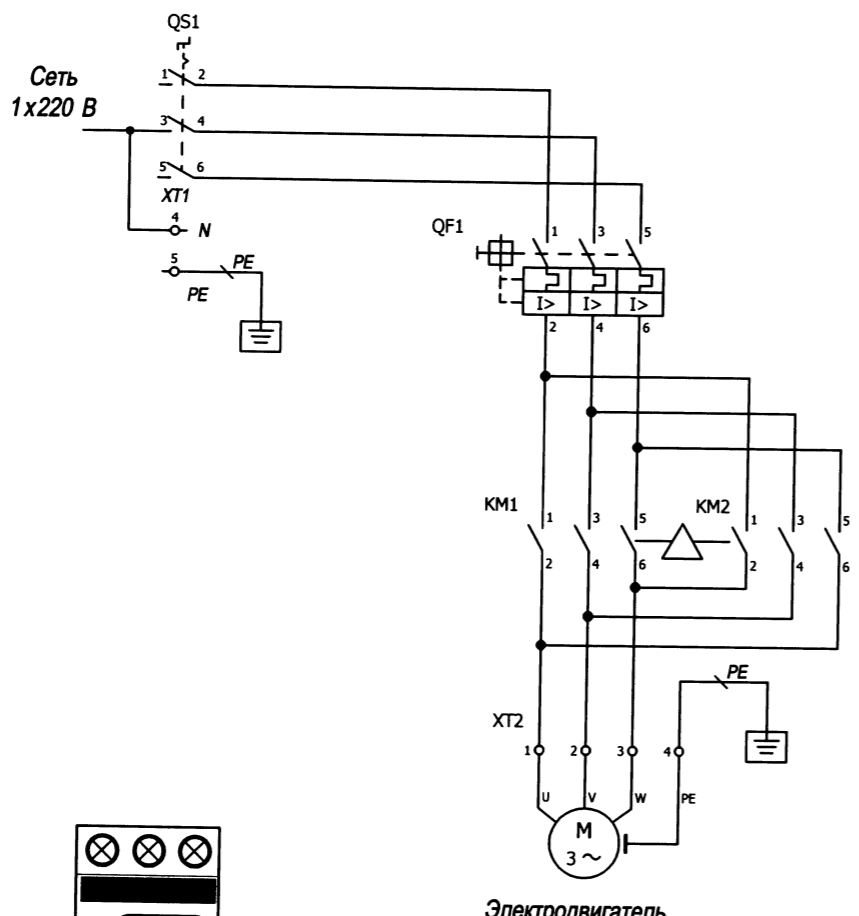 QS1
Сеть
1x220 В
1 2
3 4
5 6
XT1
4 N
5 PE
PE
QF1
1 3 5
I> I> I>
2 4 6
KM1
1 3 5
2 4 6
KM2
1 3 5
2 4 6
PE
XT2
1 2 3 4
U V W PE
M
3 ~
Электродвигатель